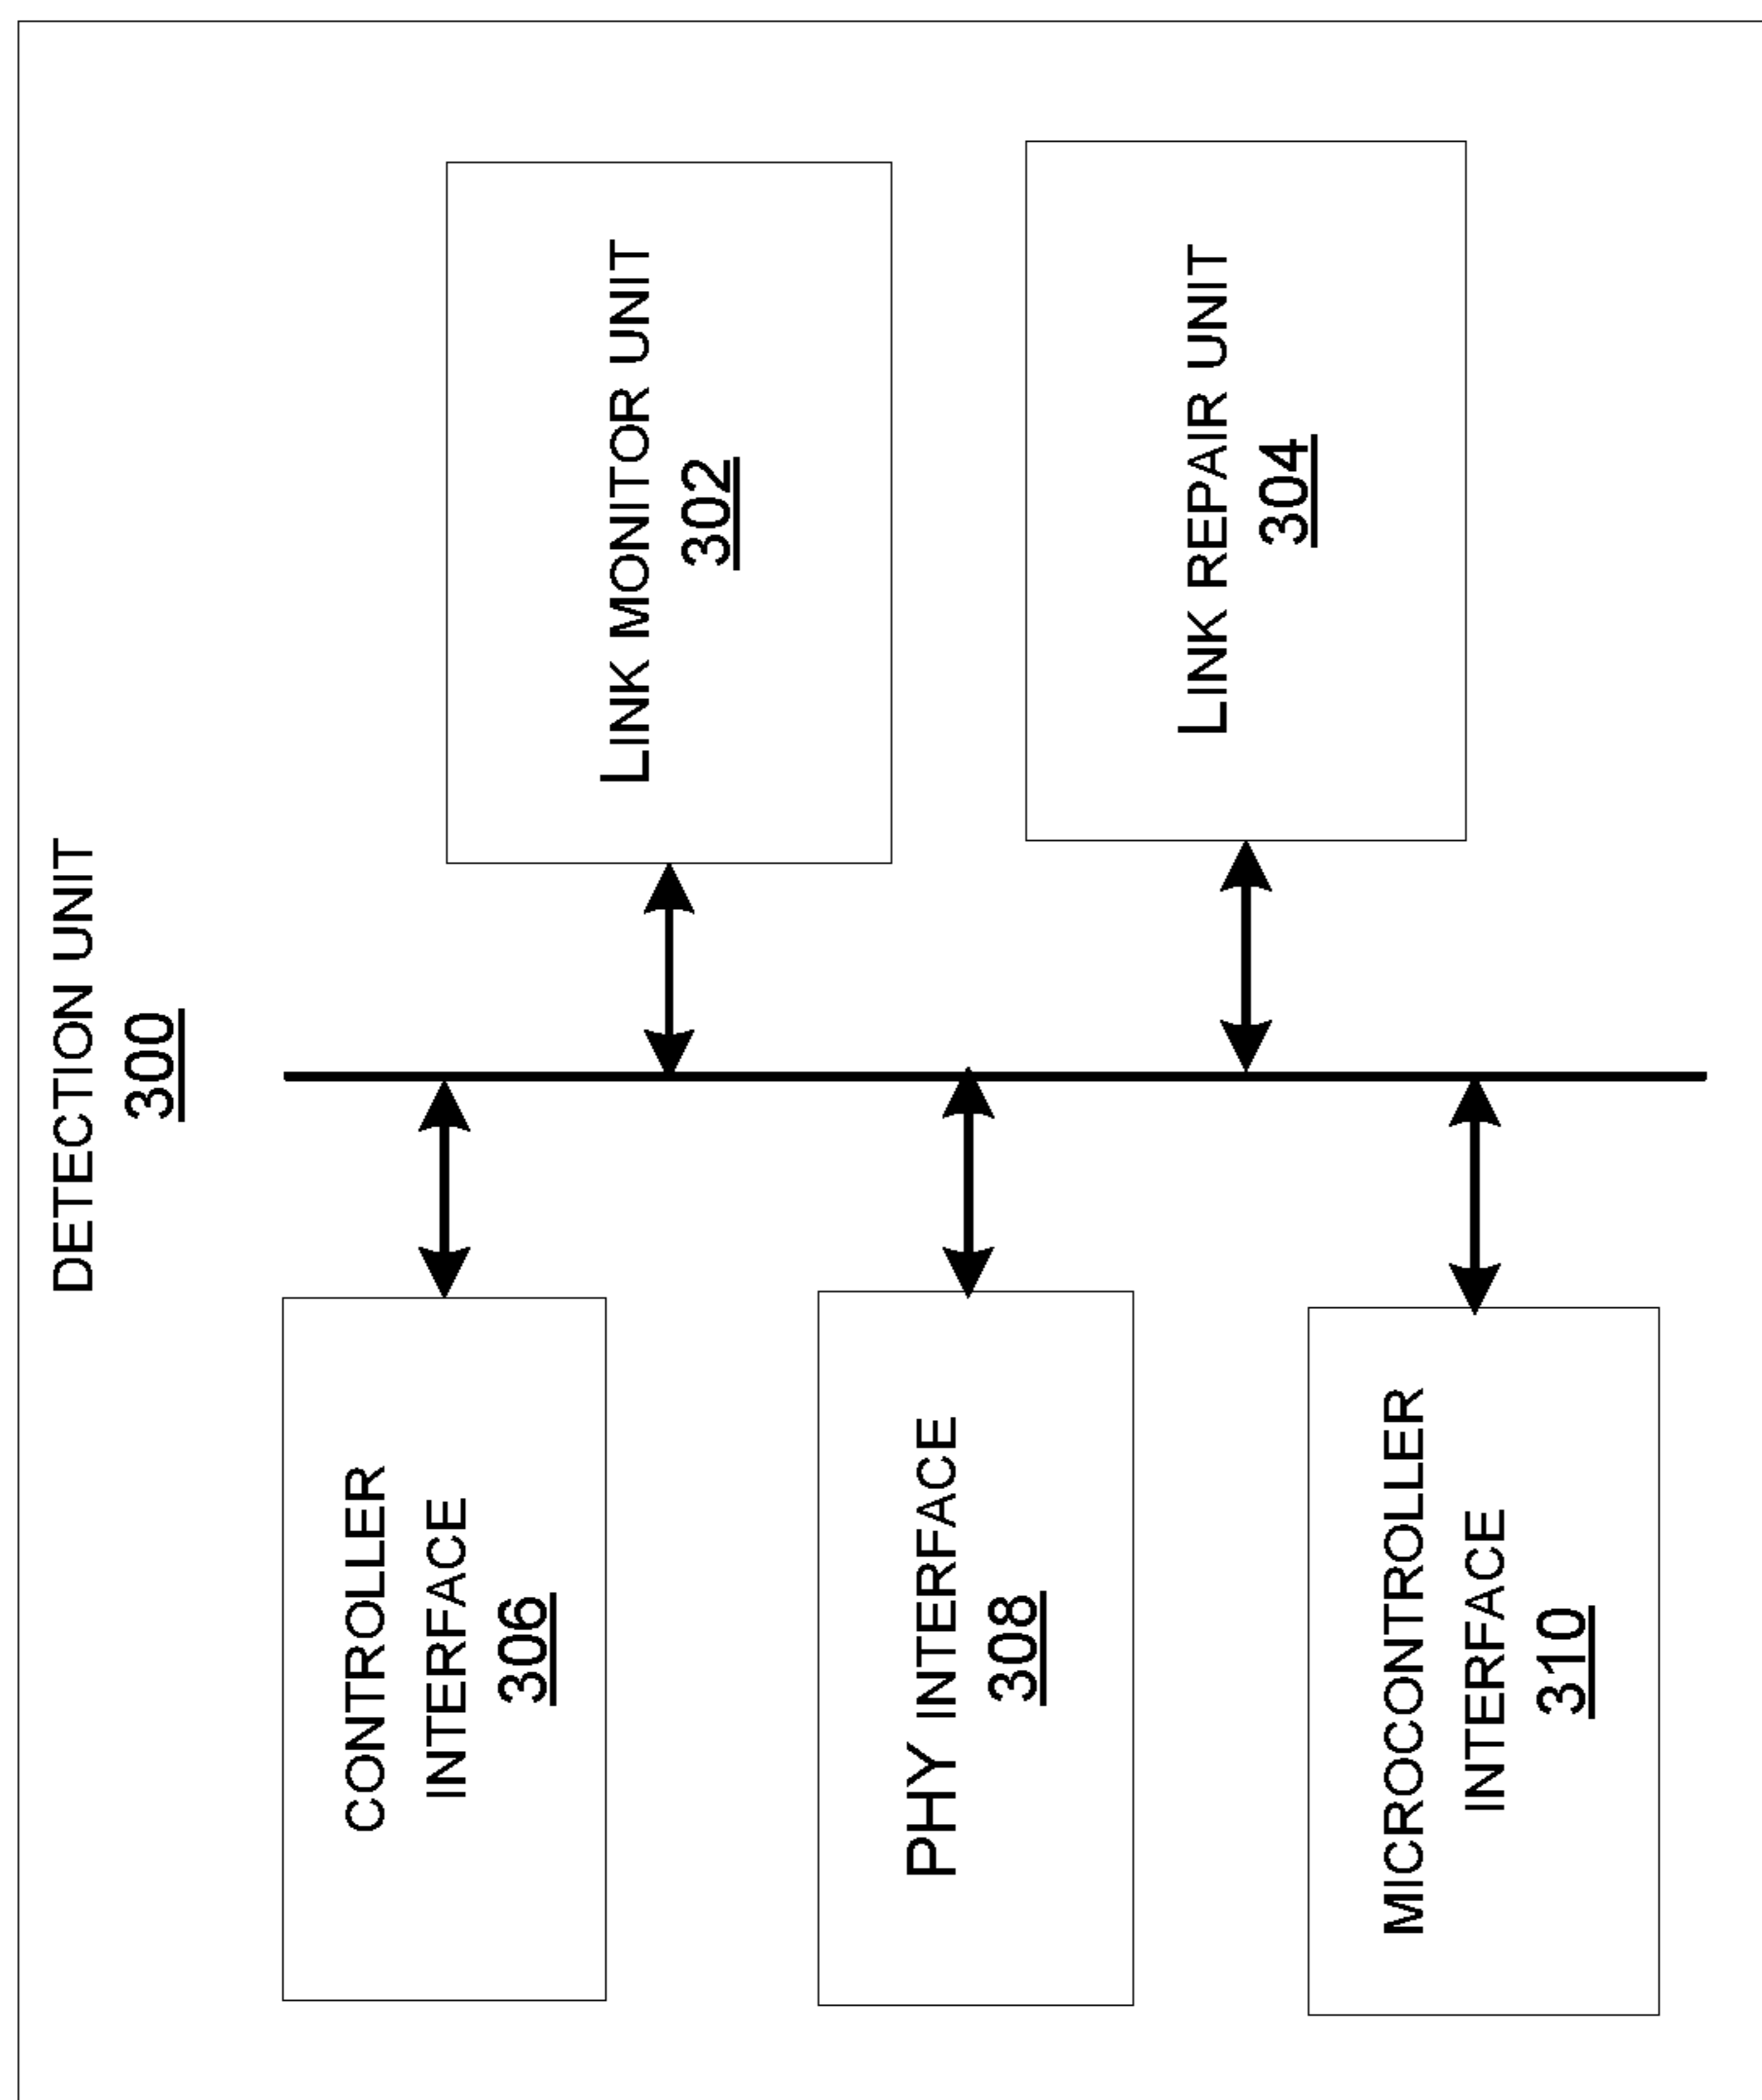 DETECTION UNIT
300
CONTROLLER
INTERFACE
306
PHY INTERFACE
308
MICROCONTROLLER
INTERFACE
310
LINK MONITOR UNIT
302
LINK REPAIR UNIT
304